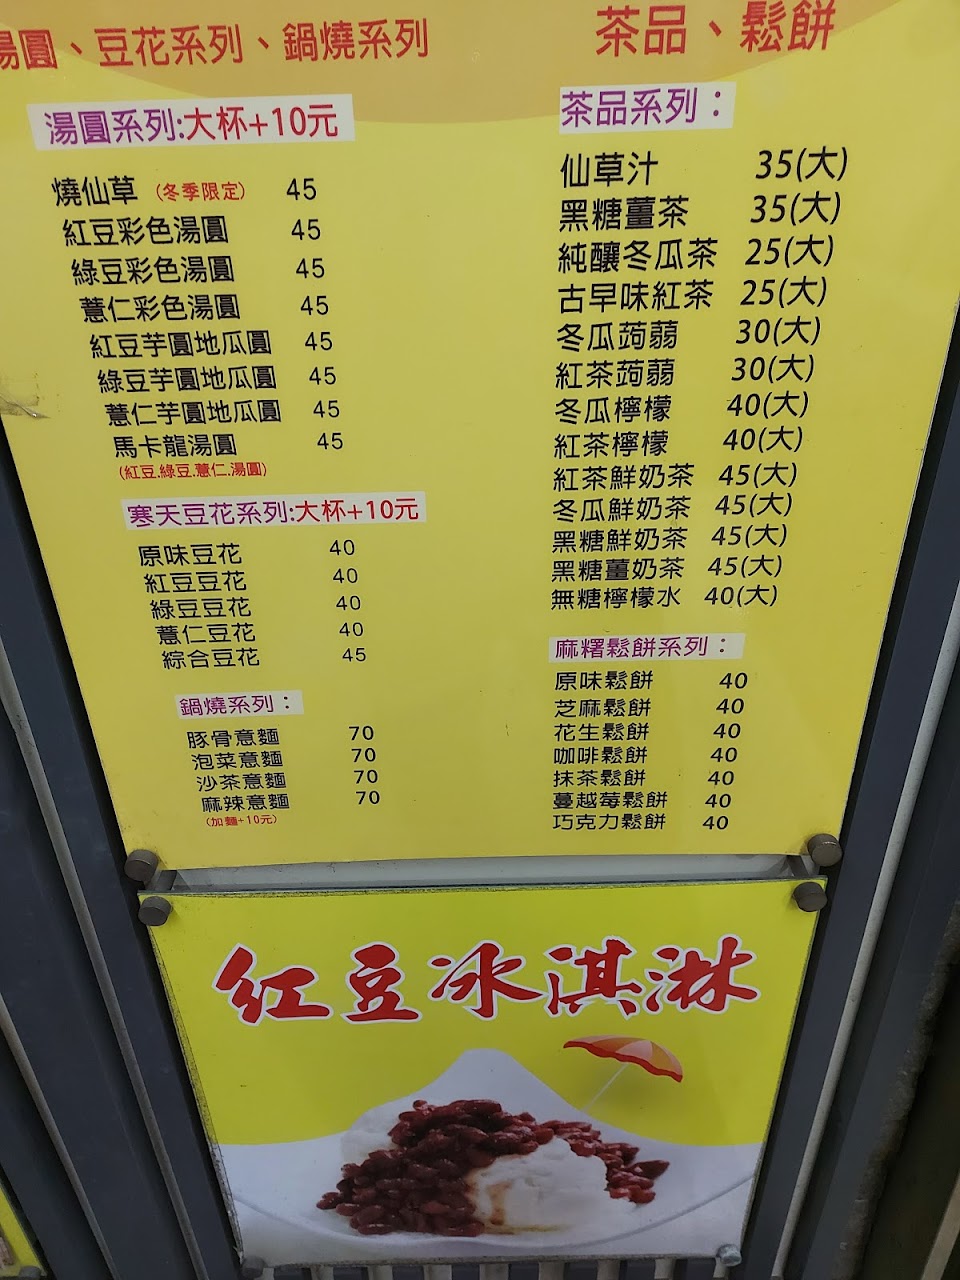 湯圓、豆花系列、鍋燒系列
湯圓系列:大杯+10元
燒仙草 (冬季限定) 45
紅豆彩色湯圓 45
綠豆彩色湯圓 45
薏仁彩色湯圓 45
紅豆芋圓地瓜圓 45
綠豆芋圓地瓜圓 45
薏仁芋圓地瓜圓 45
馬卡龍湯圓 45
(紅豆.綠豆.薏仁.湯圓)
寒天豆花系列:大杯+10元
原味豆花 40
紅豆豆花 40
綠豆豆花 40
薏仁豆花 40
綜合豆花 45
鍋燒系列：
豚骨意麵 70
泡菜意麵 70
沙茶意麵 70
麻辣意麵 70
(加麵+10元)
茶品、鬆餅
茶品系列：
仙草汁 35(大)
黑糖薑茶 35(大)
純釀冬瓜茶 25(大)
古早味紅茶 25(大)
冬瓜蒟蒻 30(大)
紅茶蒟蒻 30(大)
冬瓜檸檬 40(大)
紅茶檸檬 40(大)
紅茶鮮奶茶 45(大)
冬瓜鮮奶茶 45(大)
黑糖鮮奶茶 45(大)
黑糖薑奶茶 45(大)
無糖檸檬水 40(大)
麻糬鬆餅系列：
原味鬆餅 40
芝麻鬆餅 40
花生鬆餅 40
咖啡鬆餅 40
抹茶鬆餅 40
蔓越莓鬆餅 40
巧克力鬆餅 40
紅豆冰淇淋